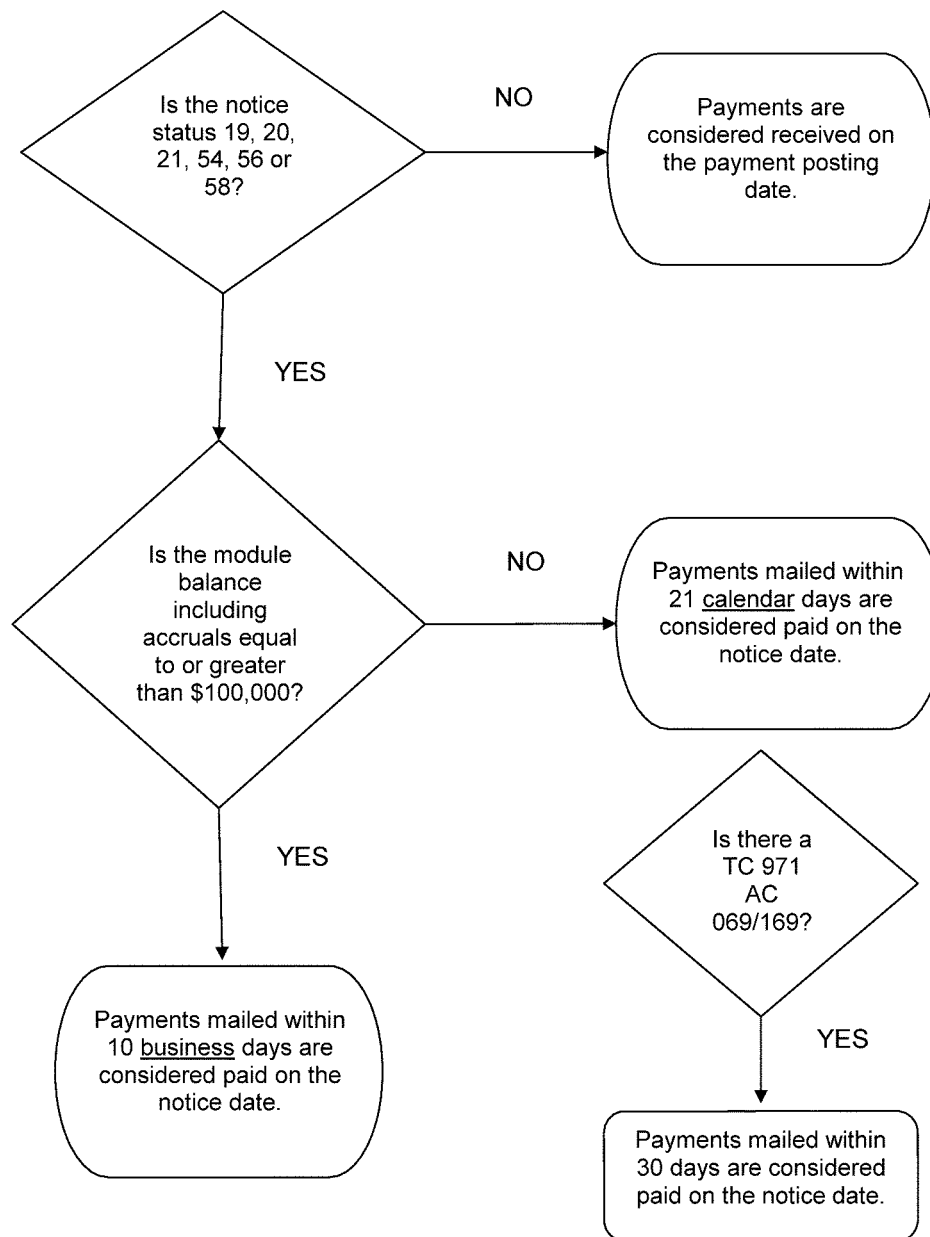 Is the notice
status 19, 20,
21, 54, 56 or
58?
NO
Payments are
considered received on
the payment posting
date.
YES
Is the module
balance
including
accruals equal
to or greater
than $100,000?
NO
Payments mailed within
21 calendar days are
considered paid on the
notice date.
YES
Payments mailed within
10 business days are
considered paid on the
notice date.
Is there a
TC 971
AC
069/169?
YES
Payments mailed within
30 days are considered
paid on the notice date.